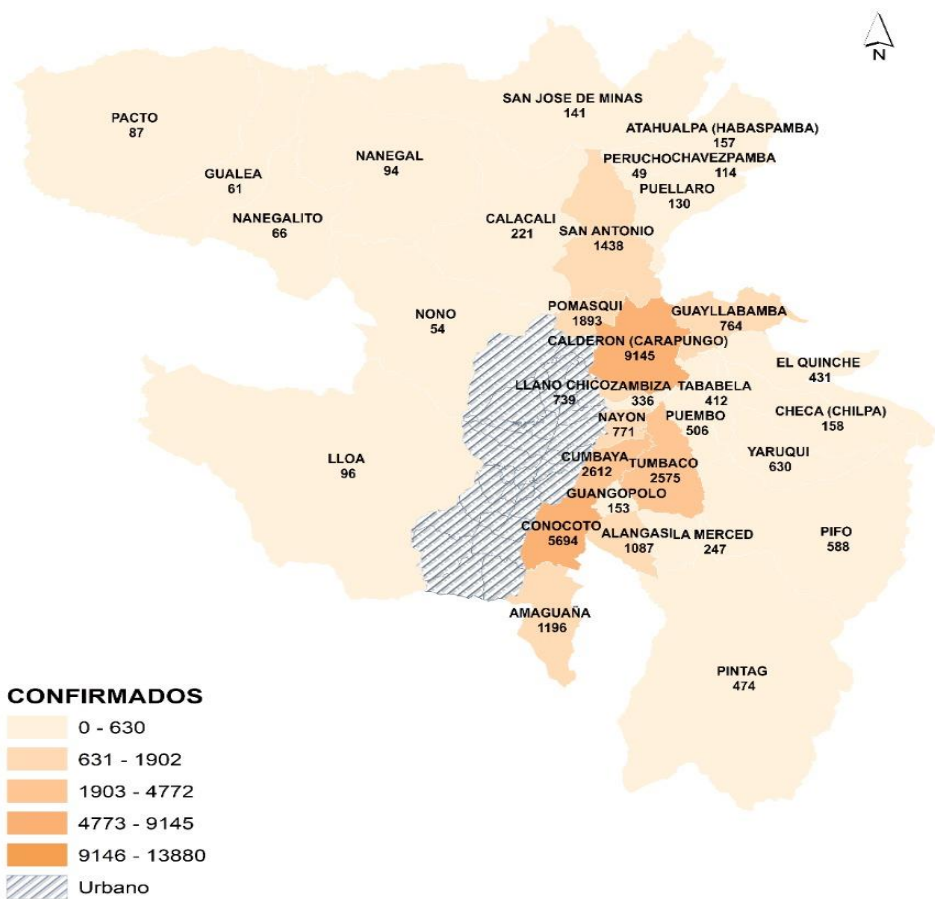 N
SAN JOSE DE MINAS
141
PACTO
87
ATAHUALPA (HABASPAMBA)
157
NANEGAL
94
PERUCHO
49
CHAVEZPAMBA
114
GUALEA
61
PUELLARO
130
NANEGALITO
66
CALACALI
221
SAN ANTONIO
1438
POMASQUI
1893
NONO
54
GUAYLLABAMBA
764
CALDERON (CARAPUNGO)
9145
EL QUINCHE
431
LLANO CHICO
739
ZAMBIZA
336
TABABELA
412
NAYON
771
PUEMBO
506
CHECA (CHILPA)
158
YARUQUI
630
LLOA
96
CUMBAYA
2612
TUMBACO
2575
GUANGOPOLO
153
CONOCOTO
5694
ALANGASI
1087
LA MERCED
247
PIFO
588
AMAGUAÑA
1196
PINTAG
474
CONFIRMADOS
0 - 630
631 - 1902
1903 - 4772
4773 - 9145
9146 - 13880
Urbano